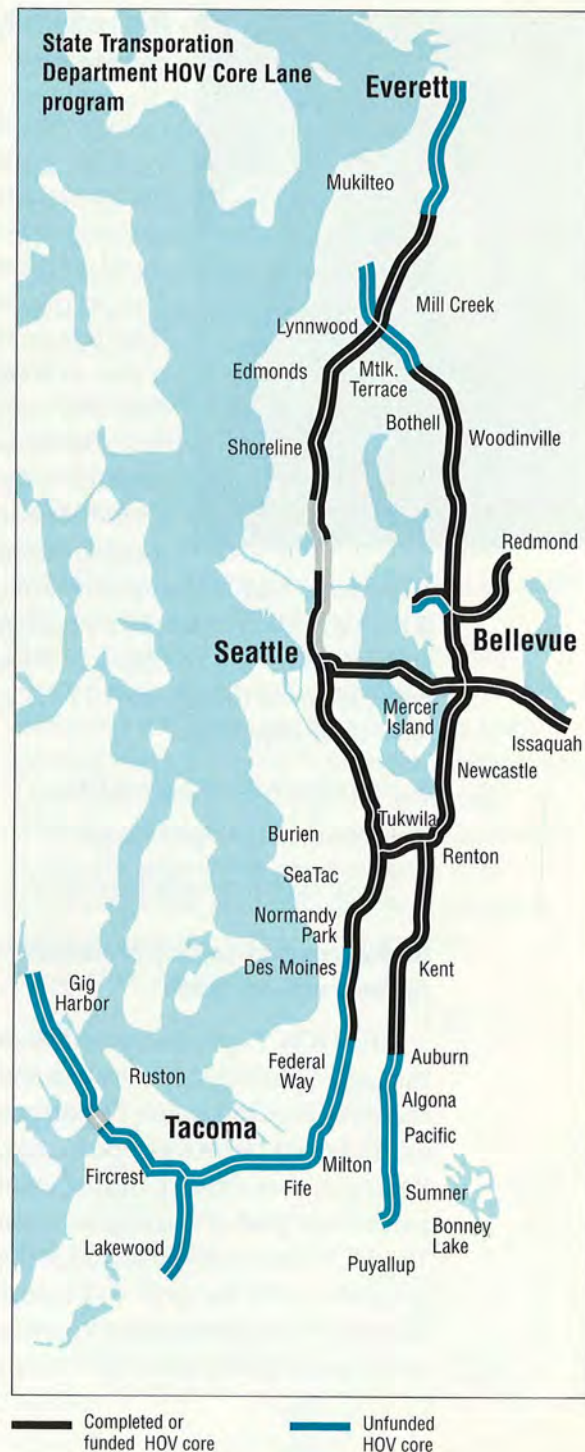 State Transporation
Department HOV Core Lane
program
Everett
Mukilteo
Mill Creek
Lynnwood
Edmonds
Mtlk.
Terrace
Bothell
Woodinville
Shoreline
Redmond
Seattle
Bellevue
Mercer
Island
Issaquah
Newcastle
Tukwila
Burien
Renton
SeaTac
Normandy
Park
Des Moines
Kent
Gig
Harbor
Federal
Way
Auburn
Ruston
Algona
Tacoma
Pacific
Milton
Fircrest
Fife
Sumner
Lakewood
Bonney
Lake
Puyallup
Completed or
funded HOV core
Unfunded
HOV core